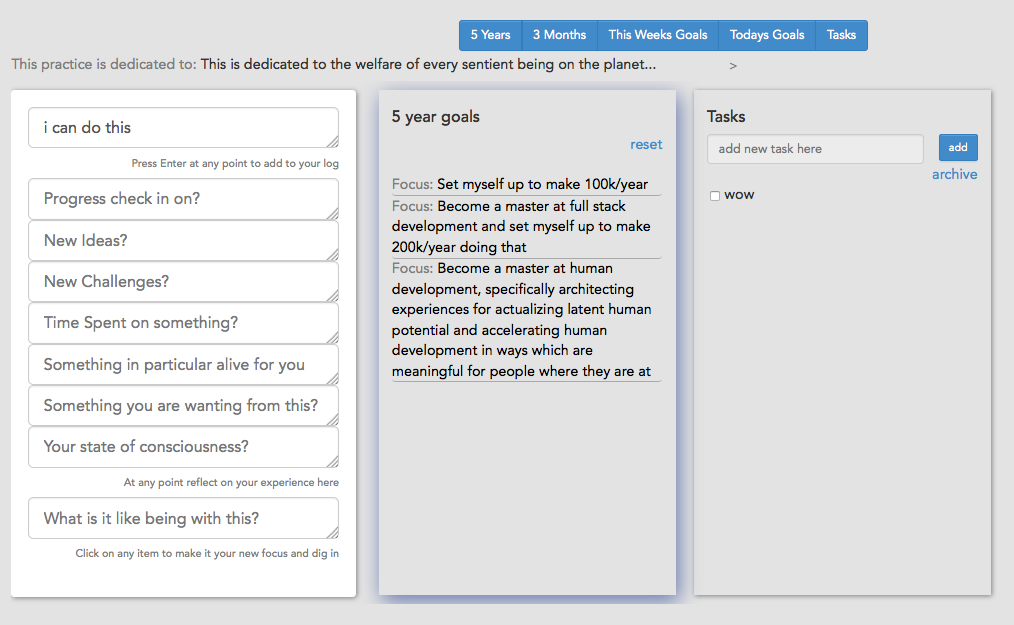 5 Years
3 Months
This Weeks Goals
Todays Goals
Tasks
This practice is dedicated to: This is dedicated to the welfare of every sentient being on the planet...
>
i can do this
Press Enter at any point to add to your log
Progress check in on?
New Ideas?
New Challenges?
Time Spent on something?
Something in particular alive for you
Something you are wanting from this?
Your state of consciousness?
At any point reflect on your experience here
What is it like being with this?
Click on any item to make it your new focus and dig in
5 year goals
reset
Focus: Set myself up to make 100k/year
Focus: Become a master at full stack
development and set myself up to make
200k/year doing that
Focus: Become a master at human
development, specifically architecting
experiences for actualizing latent human
potential and accelerating human
development in ways which are
meaningful for people where they are at
Tasks
add new task here
add
archive
wow